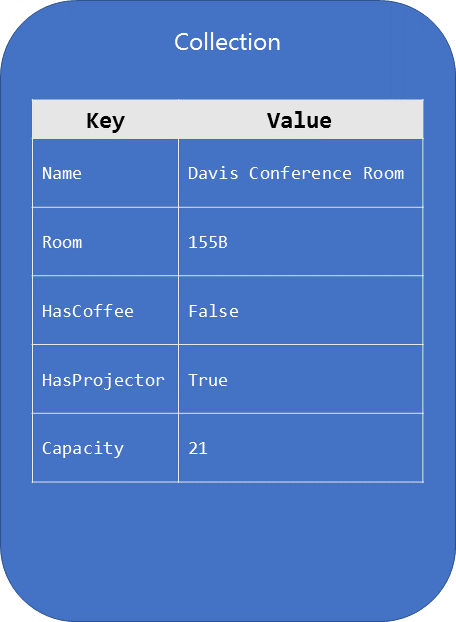 Collection
Key Value
Name Davis Conference Room
Room 155B
HasCoffee False
HasProjector True
Capacity 21